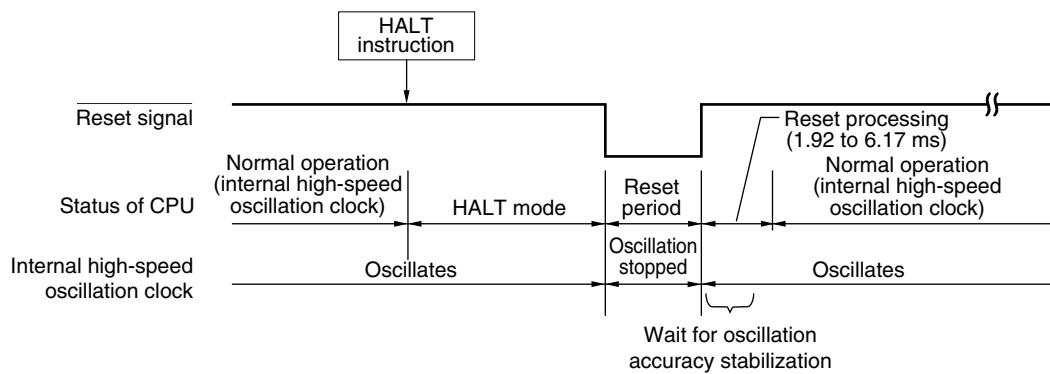 HALT
instruction
Reset signal
Reset processing
(1.92 to 6.17 ms)
Normal operation
(internal high-speed
oscillation clock)
Status of CPU
HALT mode
Reset
period
Normal operation
(internal high-speed
oscillation clock)
Internal high-speed
oscillation clock
Oscillates
Oscillation
stopped
Oscillates
Wait for oscillation
accuracy stabilization